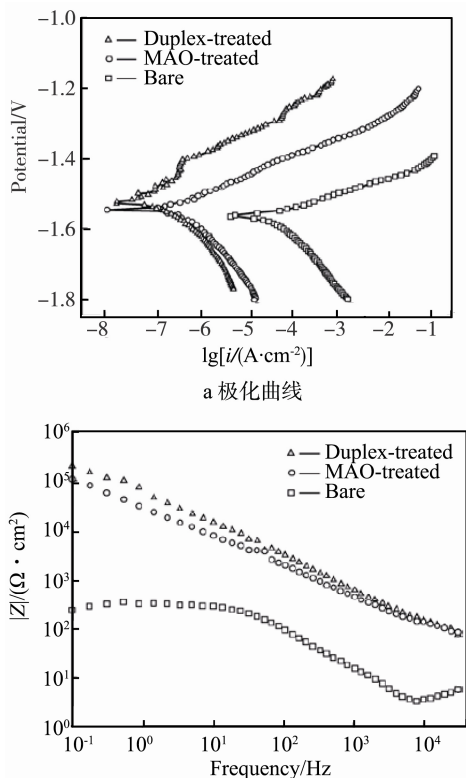 -1.0
Duplex-treated
MAO-treated
Bare
-1.2
-1.4
-1.6
-1.8
Potential/V
-8 -7 -6 -5 -4 -3 -2 -1
lg[i/(A·cm⁻²)]
a 极化曲线
10⁶
10⁵
10⁴
10³
10²
10¹
10⁰
Duplex-treated
MAO-treated
Bare
|Z|/(Ω·cm²)
10⁻¹ 10⁰ 10¹ 10² 10³ 10⁴
Frequency/Hz